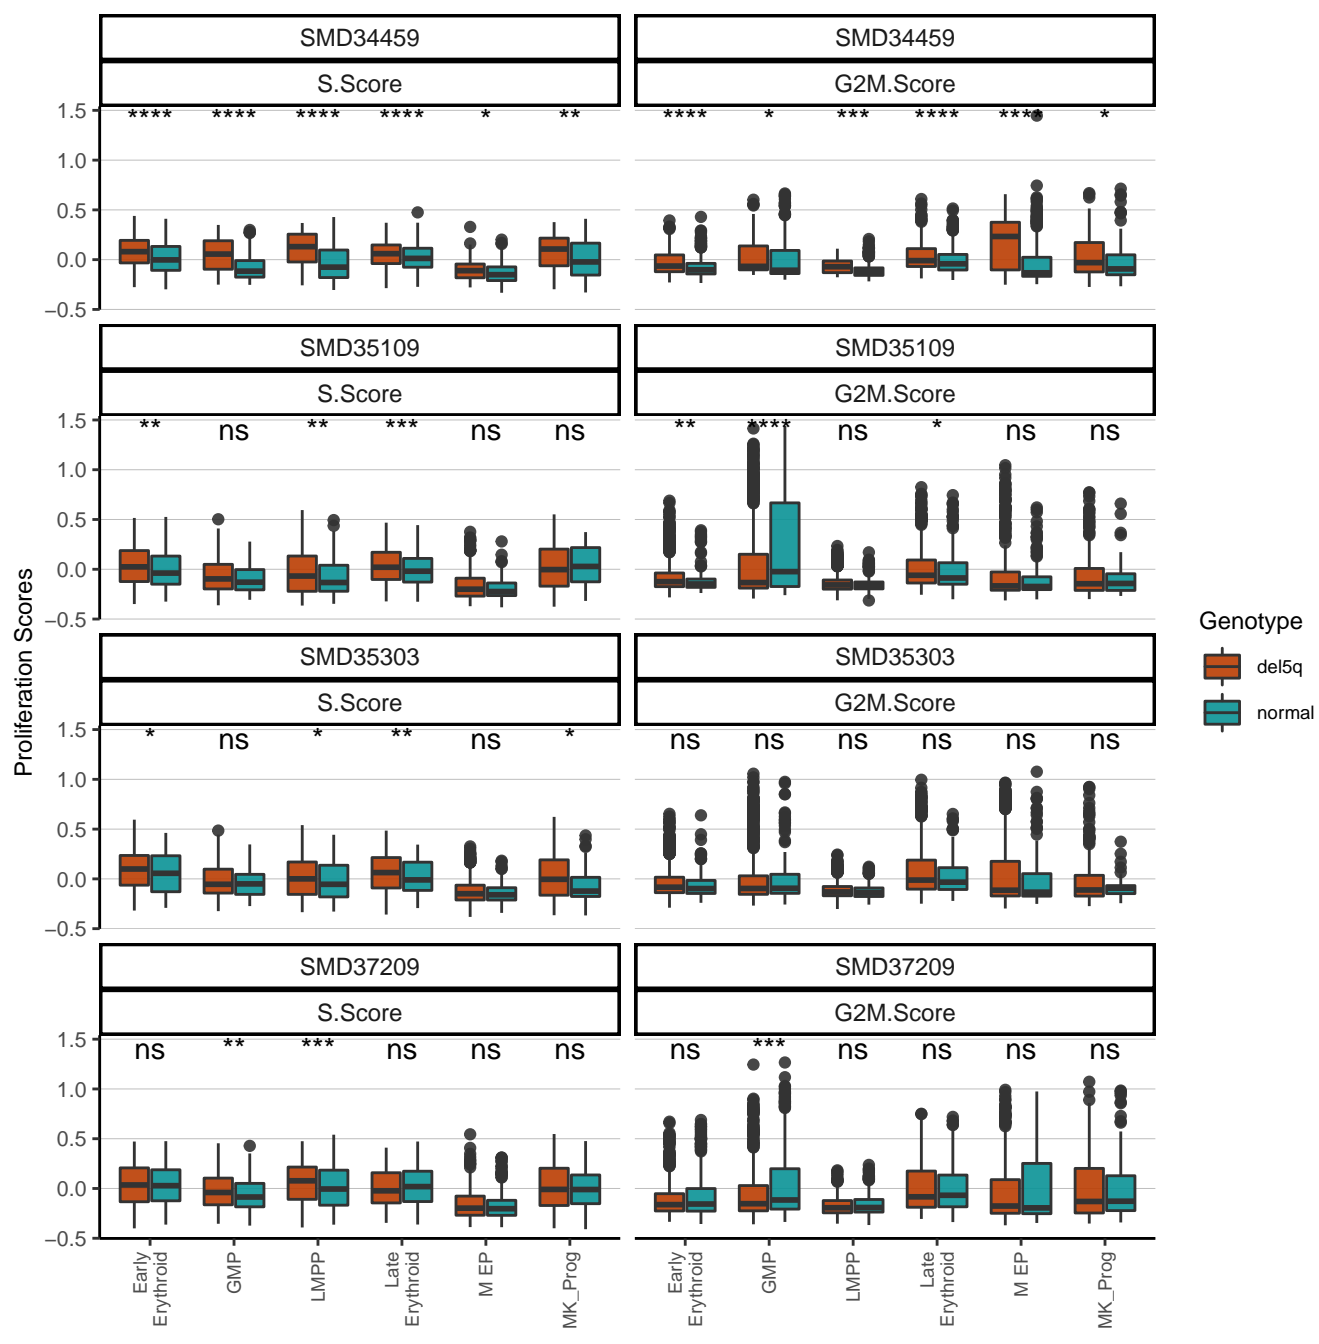 SMD34459 SMD34459
S.Score G2M.Score
1.5 **** **** **** **** * ** **** * *** **** **** *
1.0
0.5
0.0
−0.5
SMD35109 SMD35109
S.Score G2M.Score
1.5 ** ns ** *** ns ns ** **** ns * ns ns
1.0
0.5
0.0
−0.5
SMD35303 SMD35303
S.Score G2M.Score
1.5 * ns * ** ns * ns ns ns ns ns ns
1.0
0.5
0.0
−0.5
SMD37209 SMD37209
S.Score G2M.Score
1.5 ns ** *** ns ns ns ns *** ns ns ns ns
1.0
0.5
0.0
−0.5
Early
Erythroid
GMP
LMPP
Late
Erythroid
M EP
MK_Prog
Early
Erythroid
GMP
LMPP
Late
Erythroid
M EP
MK_Prog
Proliferation Scores
Genotype
del5q
normal